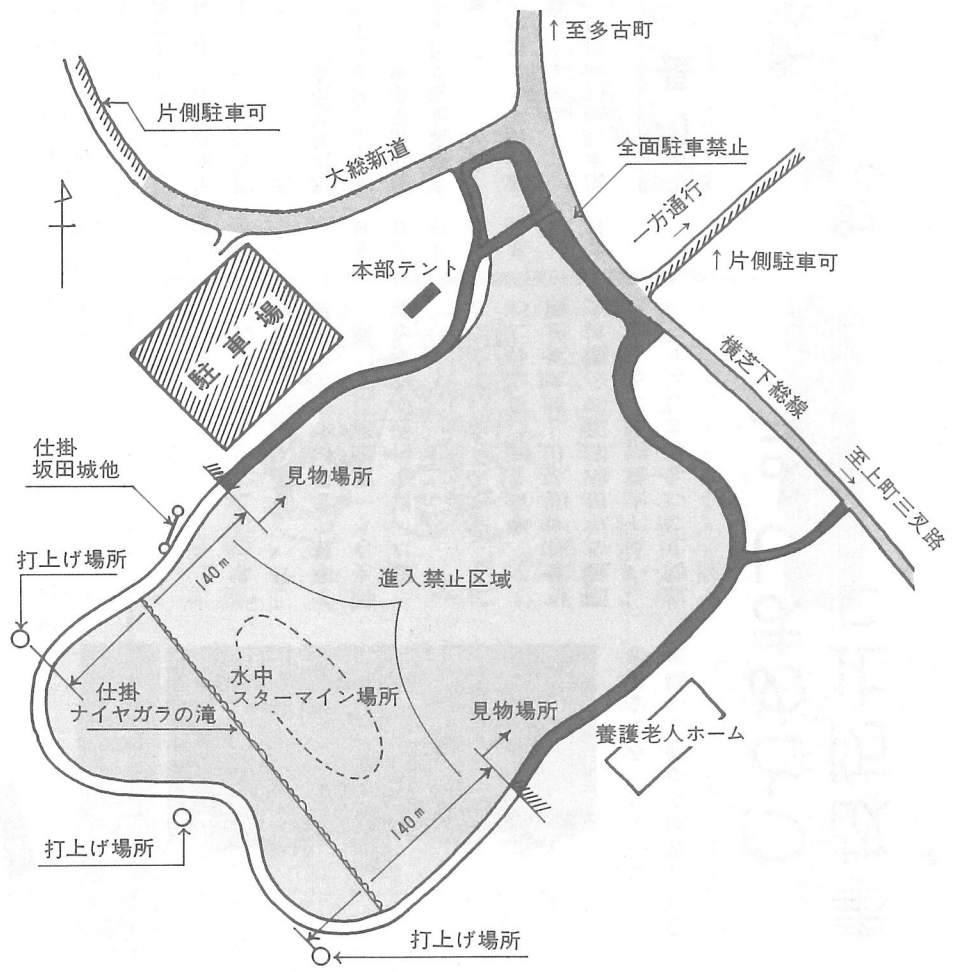 ↑至多古町
片側駐車可
大総新道
全面駐車禁止
一方通行
→
↑片側駐車可
本部テント
駐車場
横芝下総線
→
至上町三叉路
仕掛
坂田城他
見物場所
打上げ場所
140m
進入禁止区域
水中
スターマイン場所
仕掛
ナイヤガラの滝
見物場所
養護老人ホーム
140m
打上げ場所
打上げ場所